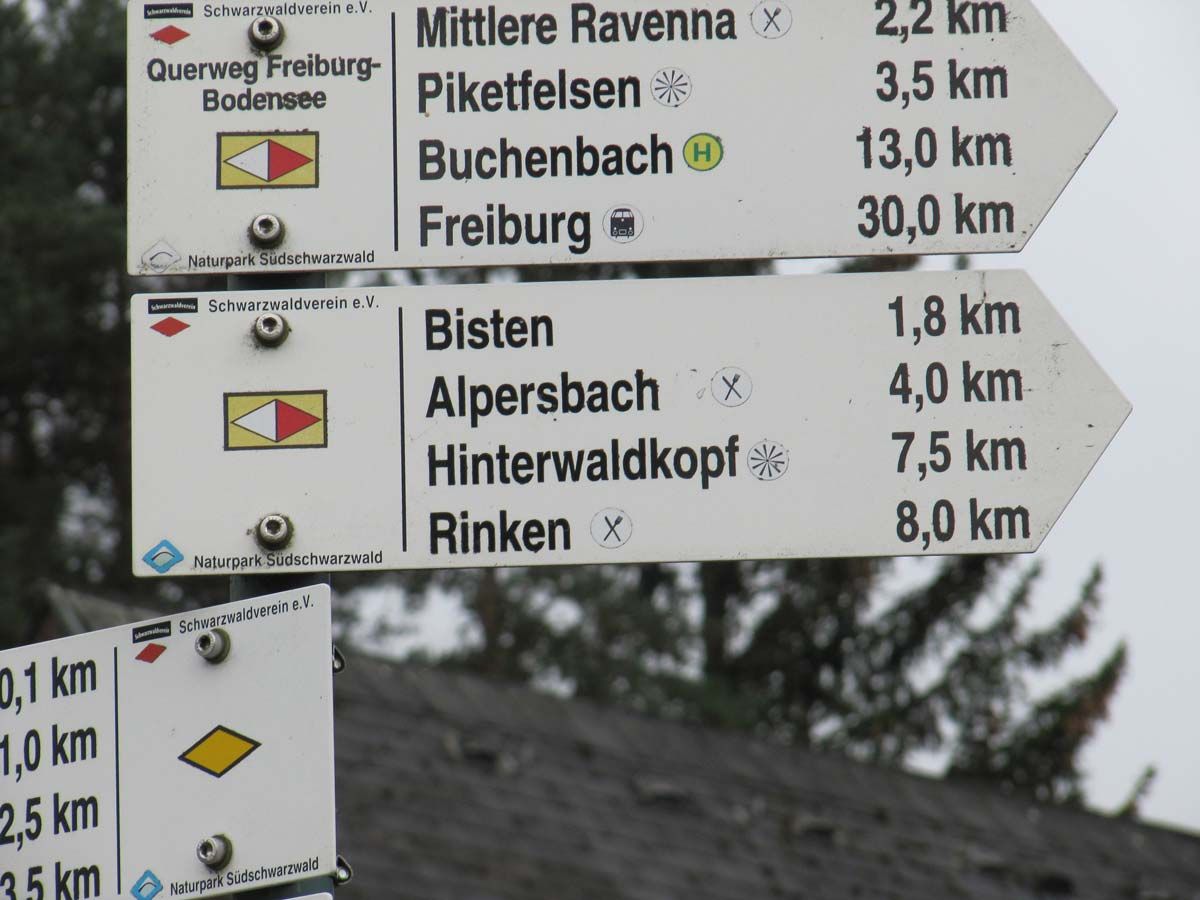 Schwarzwaldverein Schwarzwaldverein e.V.
Querweg Freiburg-
Bodensee
Naturpark Südschwarzwald
Mittlere Ravenna 2,2 km
Piketfelsen 3,5 km
Buchenbach H 13,0 km
Freiburg 30,0 km
Schwarzwaldverein Schwarzwaldverein e.V.
Naturpark Südschwarzwald
Bisten 1,8 km
Alpersbach 4,0 km
Hinterwaldkopf 7,5 km
Rinken 8,0 km
0,1 km
1,0 km
2,5 km
3,5 km
Schwarzwaldverein Schwarzwaldverein e.V.
Naturpark Südschwarzwald